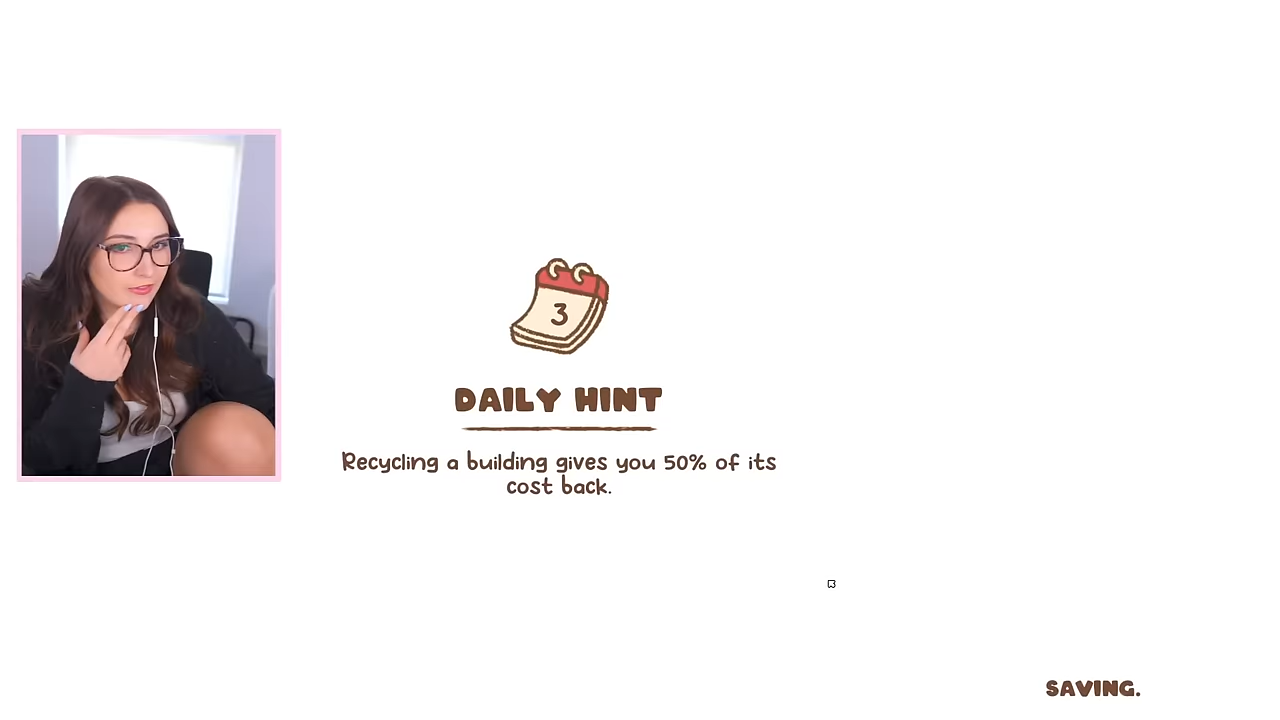 3
DAILY HINT
Recycling a building gives you 50% of its
cost back.
SAVING.